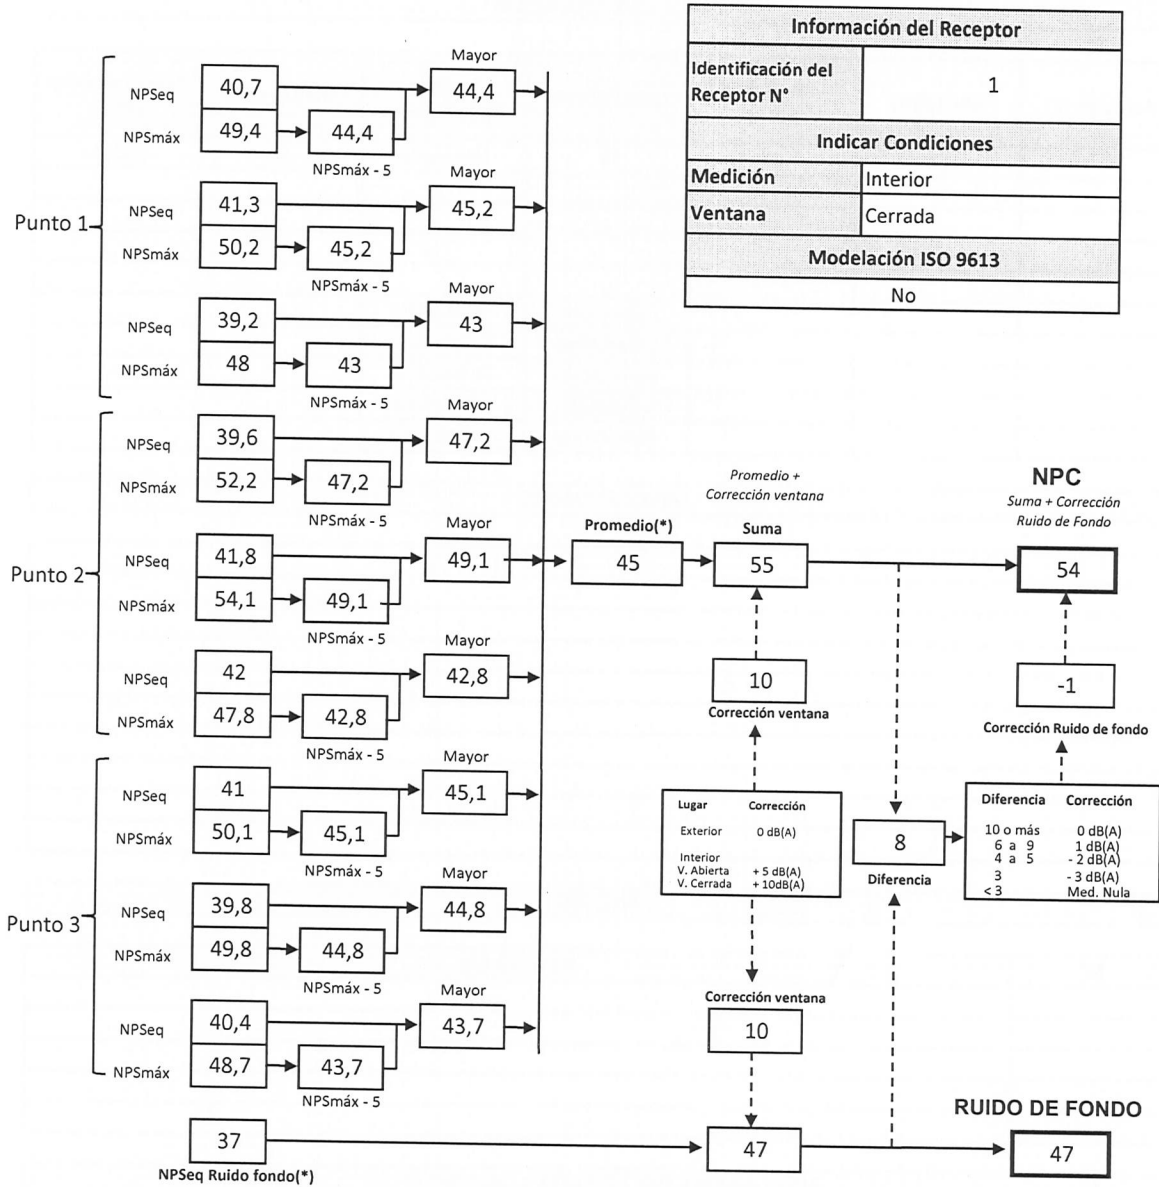 Información del Receptor
Identificación del Receptor N° 1
Indicar Condiciones
Medición Interior
Ventana Cerrada
Modelación ISO 9613
No
Punto 1
Mayor
NPSeq 40,7 44,4
NPSmáx 49,4 44,4
NPSmáx - 5
Mayor
NPSeq 41,3 45,2
NPSmáx 50,2 45,2
NPSmáx - 5
Mayor
NPSeq 39,2 43
NPSmáx 48 43
NPSmáx - 5
Punto 2
Mayor
NPSeq 39,6 47,2
NPSmáx 52,2 47,2
NPSmáx - 5
Mayor
NPSeq 41,8 49,1
NPSmáx 54,1 49,1
NPSmáx - 5
Mayor
NPSeq 42 42,8
NPSmáx 47,8 42,8
NPSmáx - 5
Punto 3
Mayor
NPSeq 41 45,1
NPSmáx 50,1 45,1
NPSmáx - 5
Mayor
NPSeq 39,8 44,8
NPSmáx 49,8 44,8
NPSmáx - 5
Mayor
NPSeq 40,4 43,7
NPSmáx 48,7 43,7
NPSmáx - 5
37
NPSeq Ruido fondo(*)
Promedio(*)
45
Promedio +
Corrección ventana
Suma
55
10
Corrección ventana
Lugar Corrección
Exterior 0 dB(A)
Interior
V. Abierta + 5 dB(A)
V. Cerrada + 10dB(A)
Corrección ventana
10
47
8
Diferencia
NPC
Suma + Corrección
Ruido de Fondo
54
-1
Corrección Ruido de fondo
Diferencia Corrección
10 o más 0 dB(A)
6 a 9 1 dB(A)
4 a 5 - 2 dB(A)
3 - 3 dB(A)
< 3 Med. Nula
RUIDO DE FONDO
47